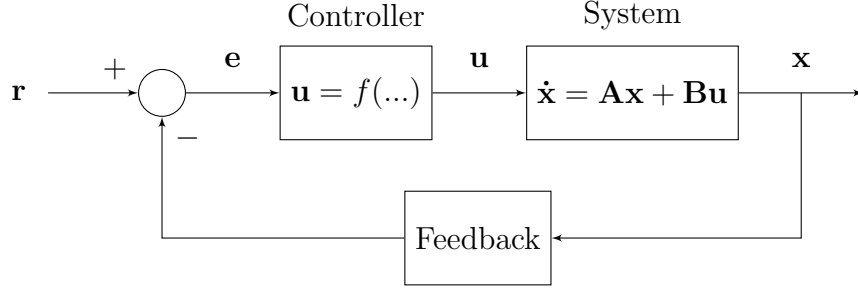 Controller
System
r
+
e
u = f(...)
u
ẋ = Ax + Bu
x
−
Feedback